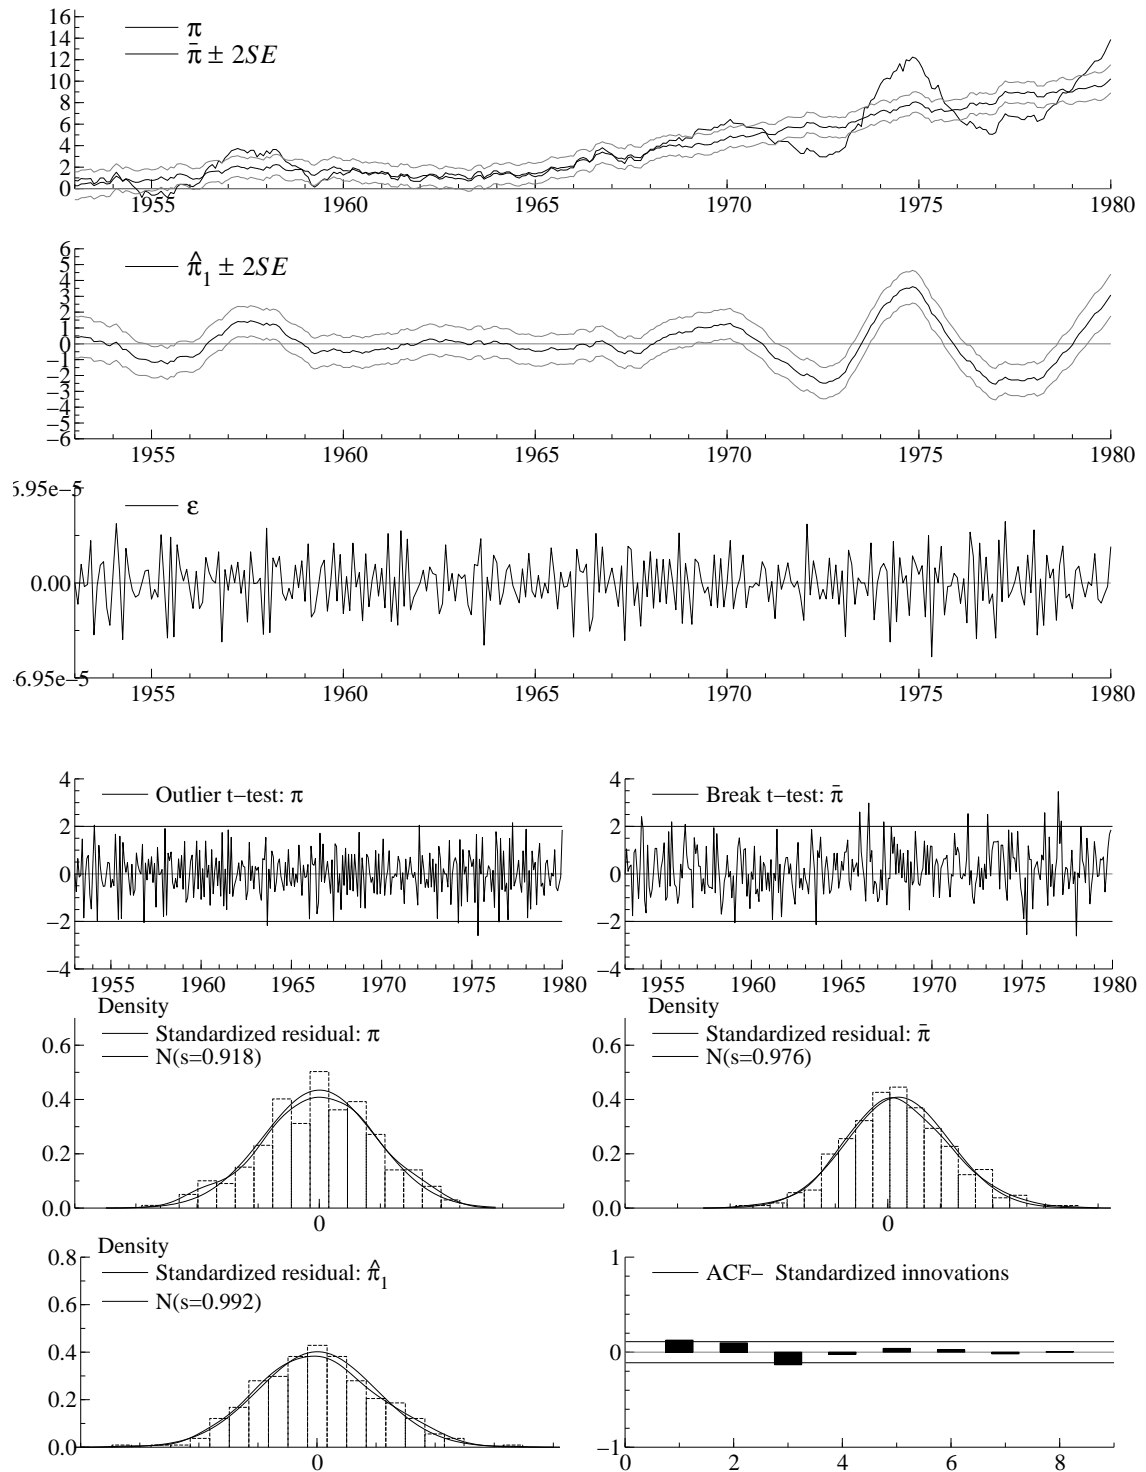 16
14
12
10
8
6
4
2
0
π
π̄ ± 2SE
1955 1960 1965 1970 1975 1980
6
5
4
3
2
1
0
−1
−2
−3
−4
−5
−6
π̂₁ ± 2SE
1955 1960 1965 1970 1975 1980
6.95e−5
0.00
-6.95e−5
ε
1955 1960 1965 1970 1975 1980
4
2
0
−2
−4
Outlier t−test: π
1955 1960 1965 1970 1975 1980
4
2
0
−2
−4
Break t−test: π̄
1955 1960 1965 1970 1975 1980
Density
0.6
0.4
0.2
0.0
Standardized residual: π
N(s=0.918)
0
Density
0.6
0.4
0.2
0.0
Standardized residual: π̄
N(s=0.976)
0
Density
0.8
0.6
0.4
0.2
0.0
Standardized residual: π̂₁
N(s=0.992)
0
1
0
−1
ACF− Standardized innovations
0 2 4 6 8